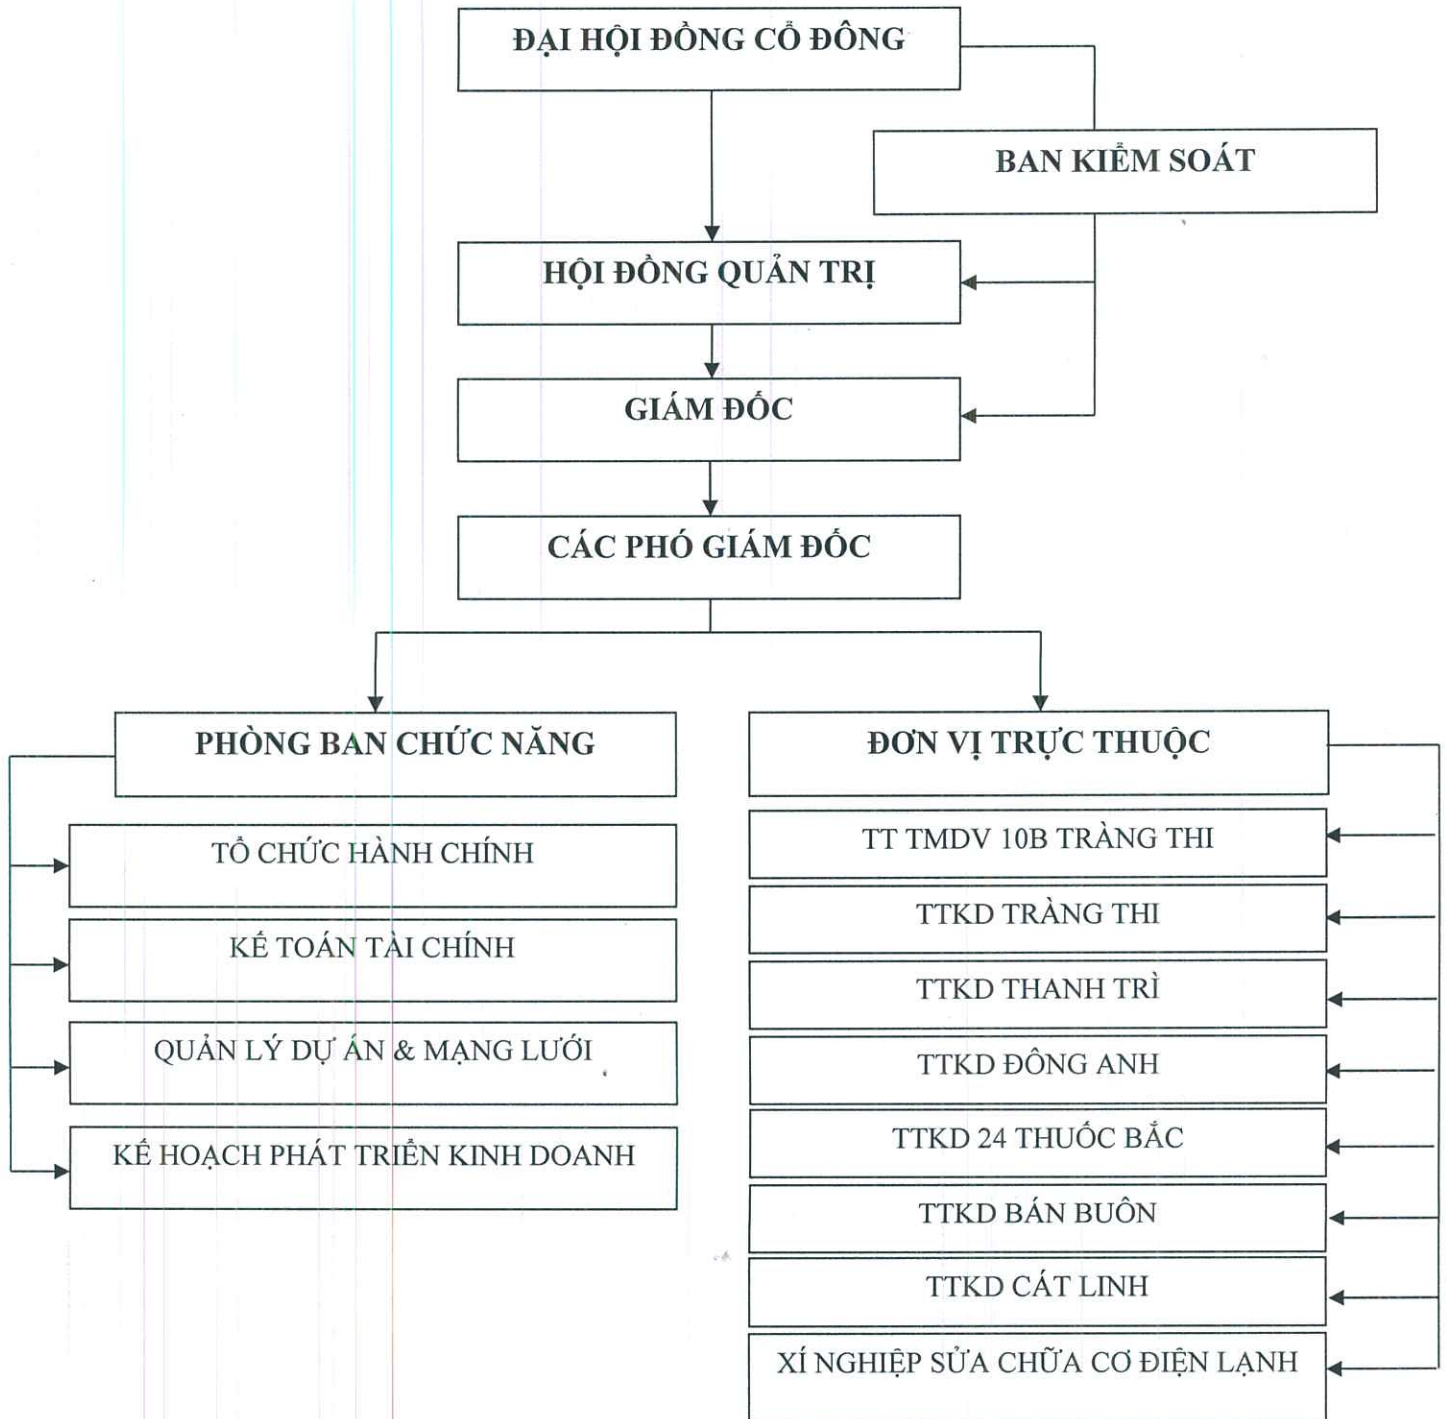 ĐẠI HỘI ĐỒNG CỔ ĐÔNG
BAN KIỂM SOÁT
HỘI ĐỒNG QUẢN TRỊ
GIÁM ĐỐC
CÁC PHÓ GIÁM ĐỐC
PHÒNG BAN CHỨC NĂNG
TỔ CHỨC HÀNH CHÍNH
KẾ TOÁN TÀI CHÍNH
QUẢN LÝ DỰ ÁN & MẠNG LƯỚI
KẾ HOẠCH PHÁT TRIỂN KINH DOANH
ĐƠN VỊ TRỰC THUỘC
TT TMDV 10B TRÀNG THI
TTKD TRÀNG THI
TTKD THANH TRÌ
TTKD ĐÔNG ANH
TTKD 24 THUỐC BẮC
TTKD BÁN BUÔN
TTKD CÁT LINH
XÍ NGHIỆP SỬA CHỮA CƠ ĐIỆN LẠNH